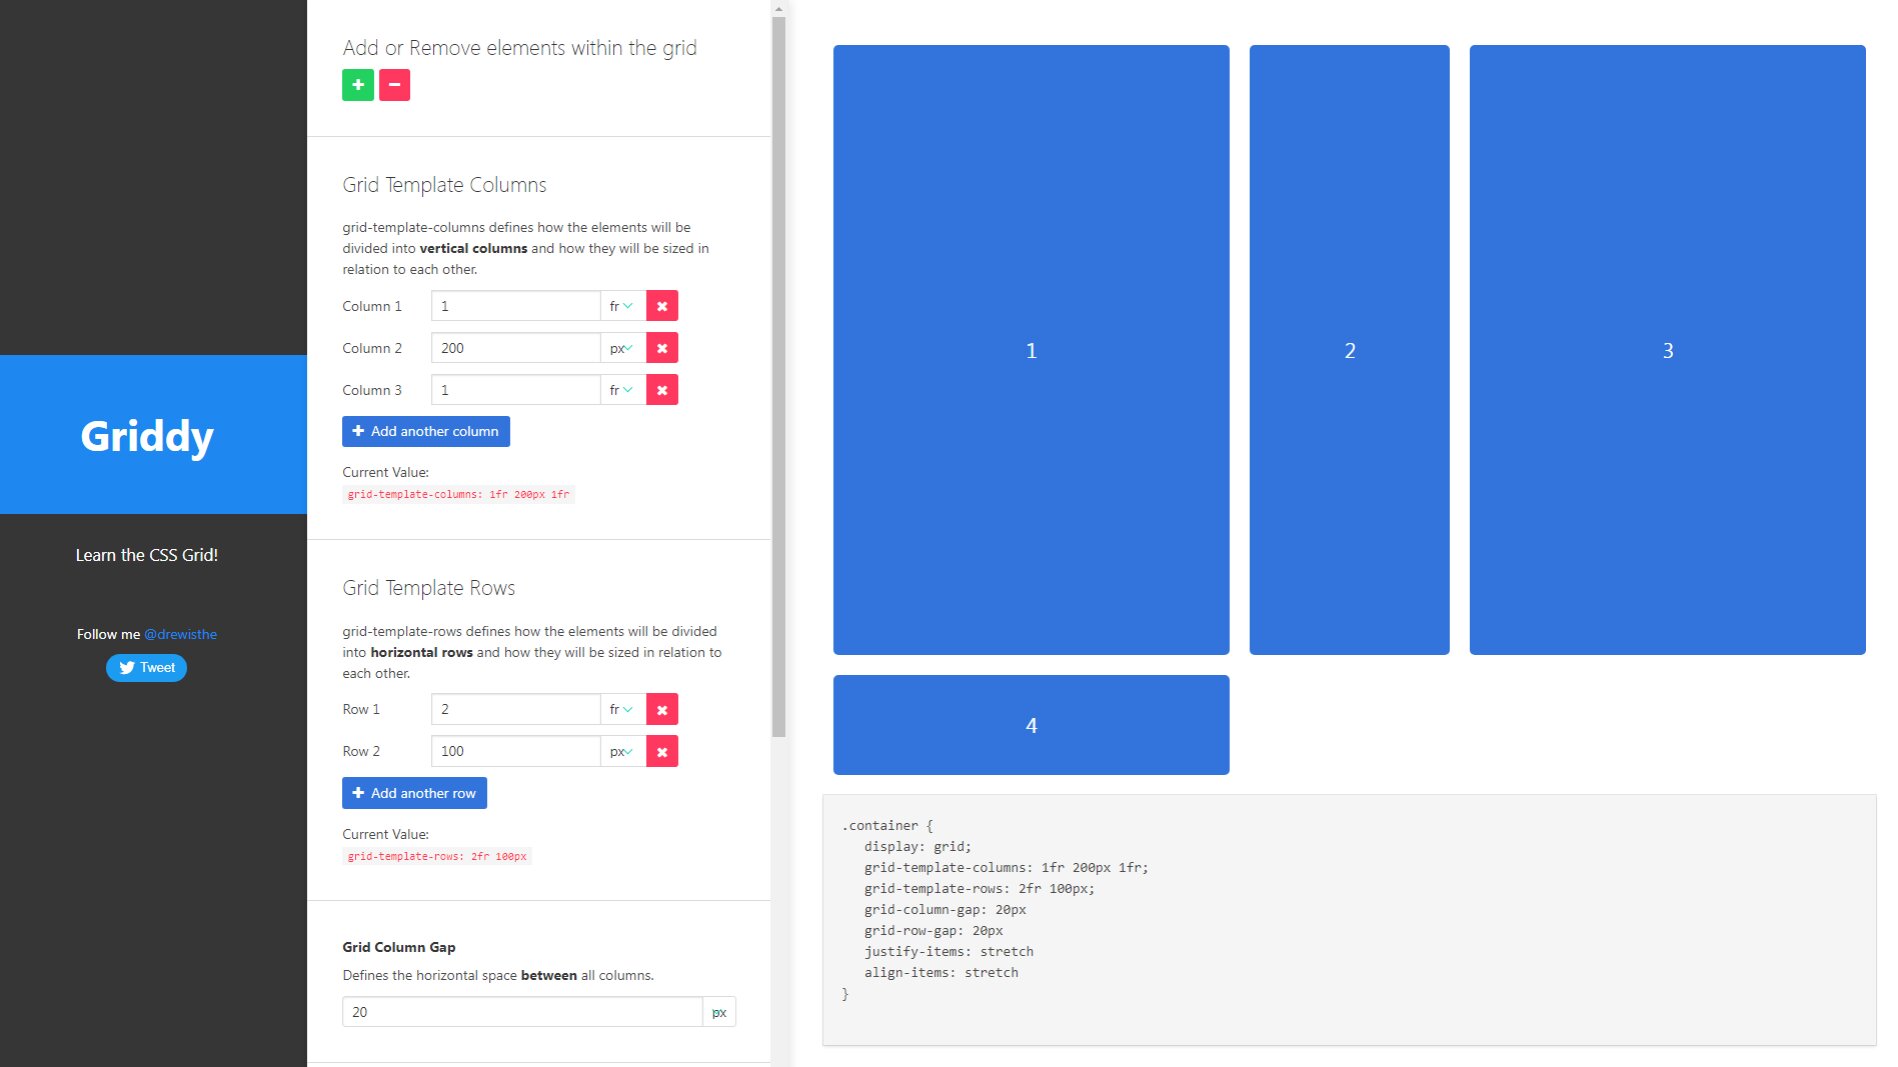 Griddy
Learn the CSS Grid!
Follow me @drewisthe
Tweet
Add or Remove elements within the grid
Grid Template Columns
grid-template-columns defines how the elements will be
divided into vertical columns and how they will be sized in
relation to each other.
Column 1 1 fr
Column 2 200 px
Column 3 1 fr
Add another column
Current Value:
grid-template-columns: 1fr 200px 1fr
Grid Template Rows
grid-template-rows defines how the elements will be divided
into horizontal rows and how they will be sized in relation to
each other.
Row 1 2 fr
Row 2 100 px
Add another row
Current Value:
grid-template-rows: 2fr 100px
Grid Column Gap
Defines the horizontal space between all columns.
20 px
1 2 3
4
.container {
display: grid;
grid-template-columns: 1fr 200px 1fr;
grid-template-rows: 2fr 100px;
grid-column-gap: 20px
grid-row-gap: 20px
justify-items: stretch
align-items: stretch
}